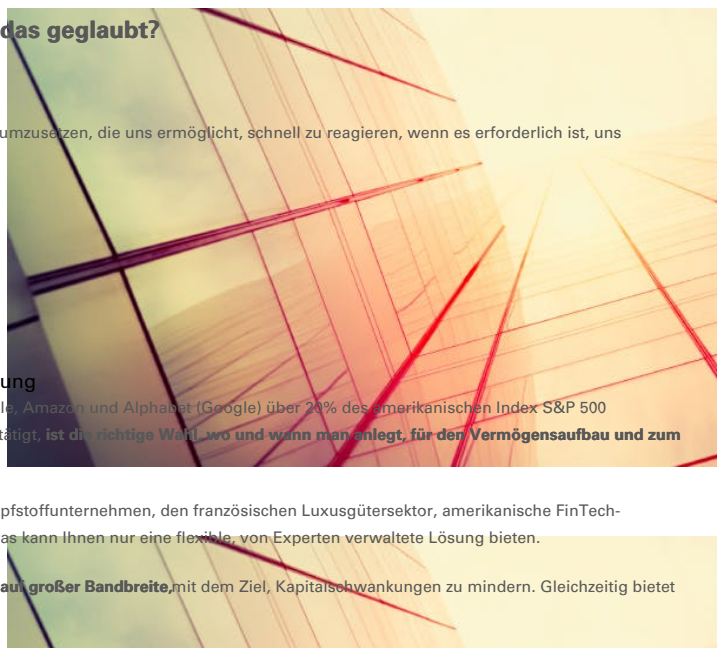 das geglaubt?
umzusetzen, die uns ermöglicht, schnell zu reagieren, wenn es erforderlich ist, uns
ung
le, Amazon und Alphabet (Google) über 20% des amerikanischen Index S&P 500
tätigt, ist die richtige Wahl, wo und wann man anlegt, für den Vermögensaufbau und zum
pfstoffunternehmen, den französischen Luxusgütersektor, amerikanische FinTech-
as kann Ihnen nur eine flexible, von Experten verwaltete Lösung bieten.
auf großer Bandbreite,mit dem Ziel, Kapitalschwankungen zu mindern. Gleichzeitig bietet